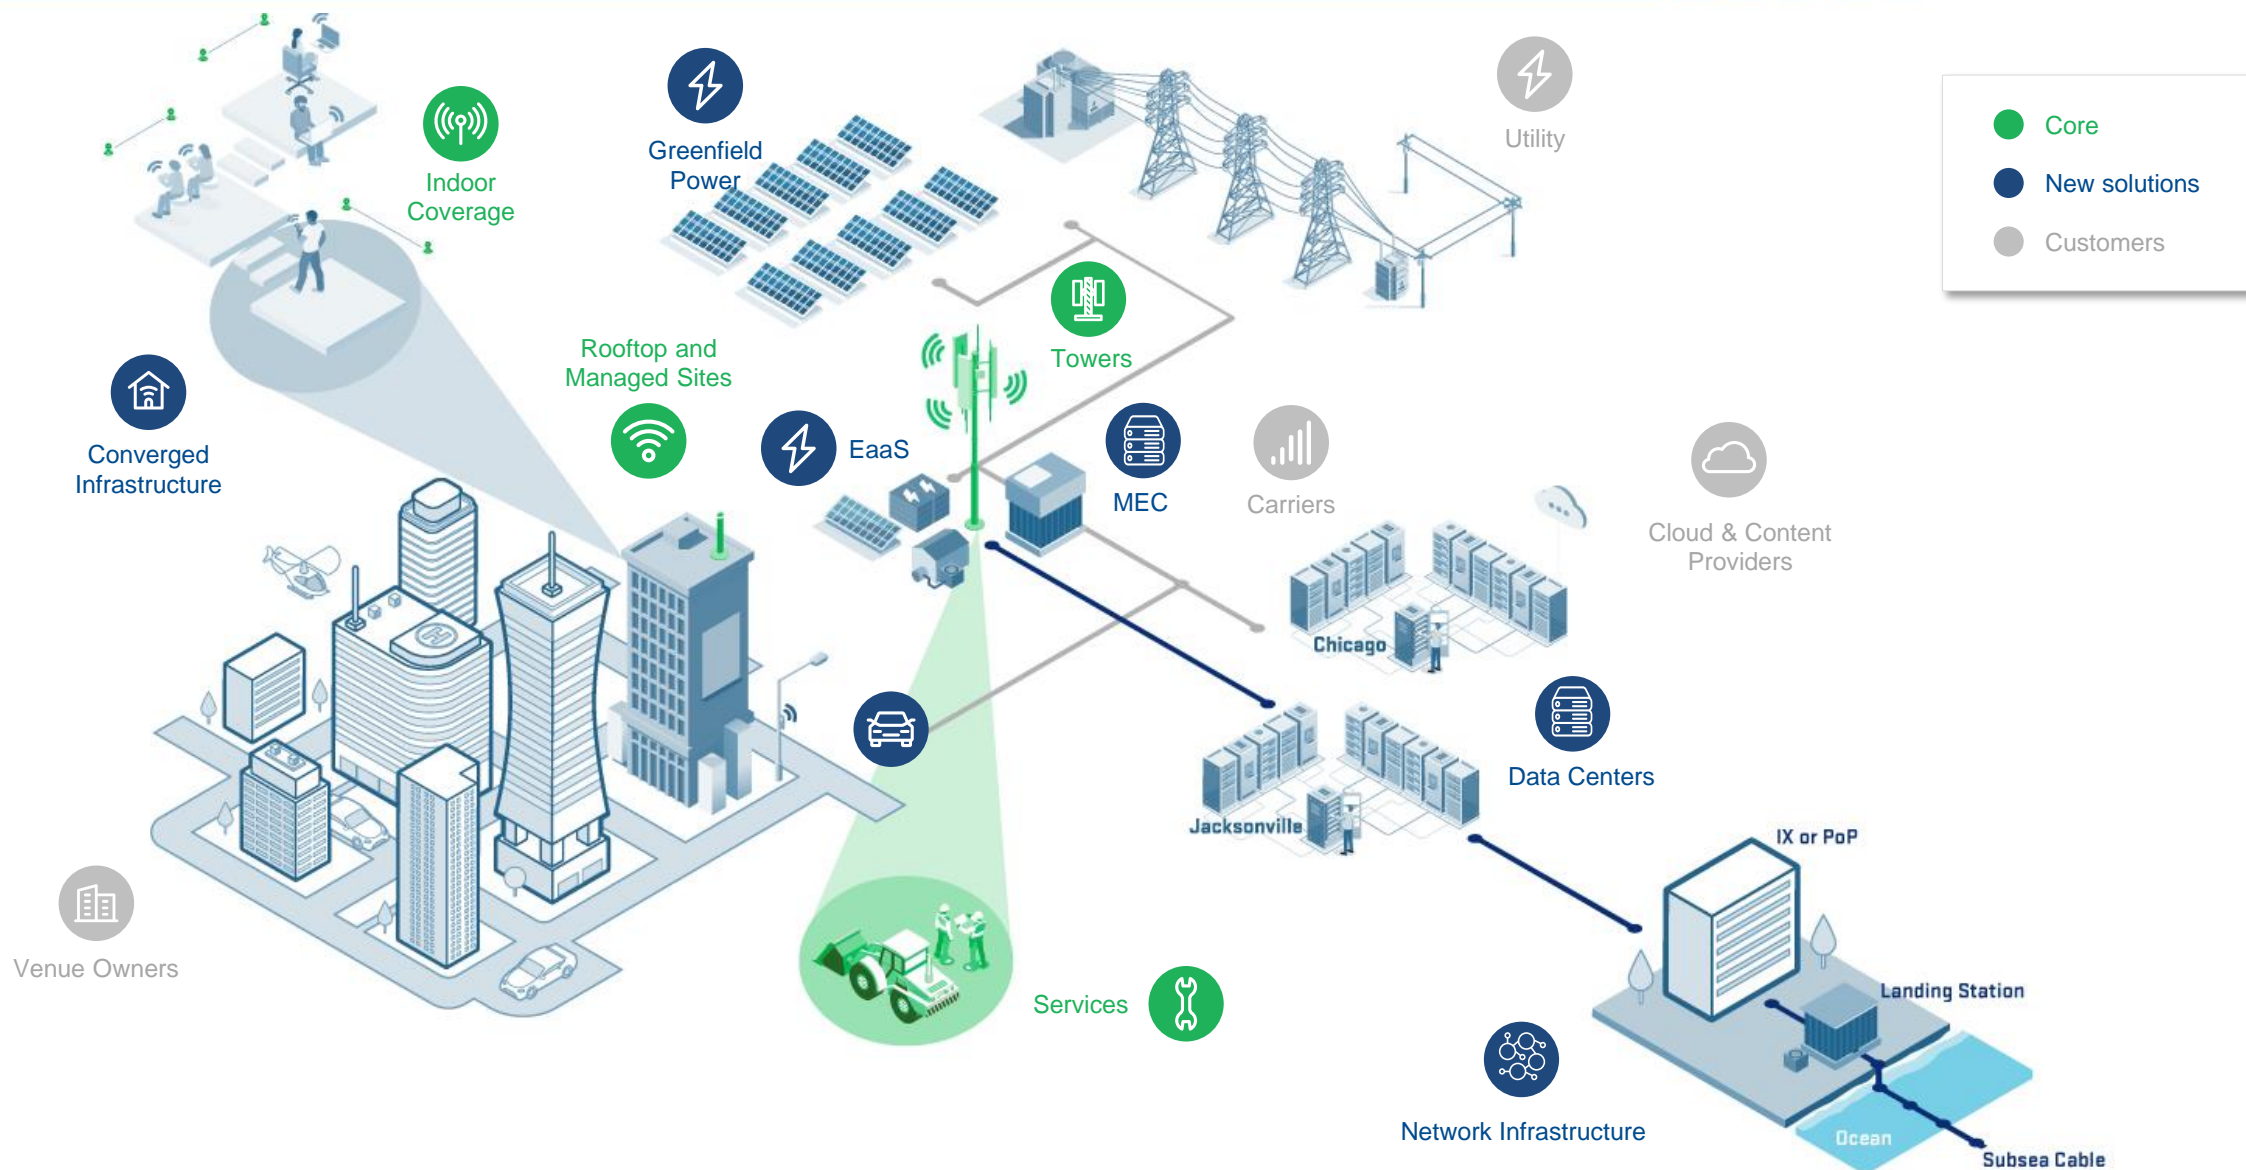 Indoor
Coverage
Greenfield
Power
Utility
Core
New solutions
Customers
Towers
Rooftop and
Managed Sites
Converged
Infrastructure
EaaS
MEC
Carriers
Cloud & Content
Providers
Chicago
Data Centers
Jacksonville
IX or PoP
Venue Owners
Services
Landing Station
Network Infrastructure
Ocean
Subsea Cable